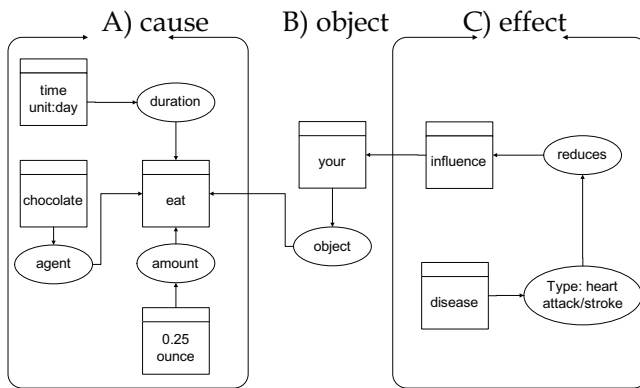 A) cause
B) object
C) effect
time
unit:day
duration
chocolate
eat
agent
amount
0.25
ounce
your
object
influence
reduces
disease
Type: heart
attack/stroke